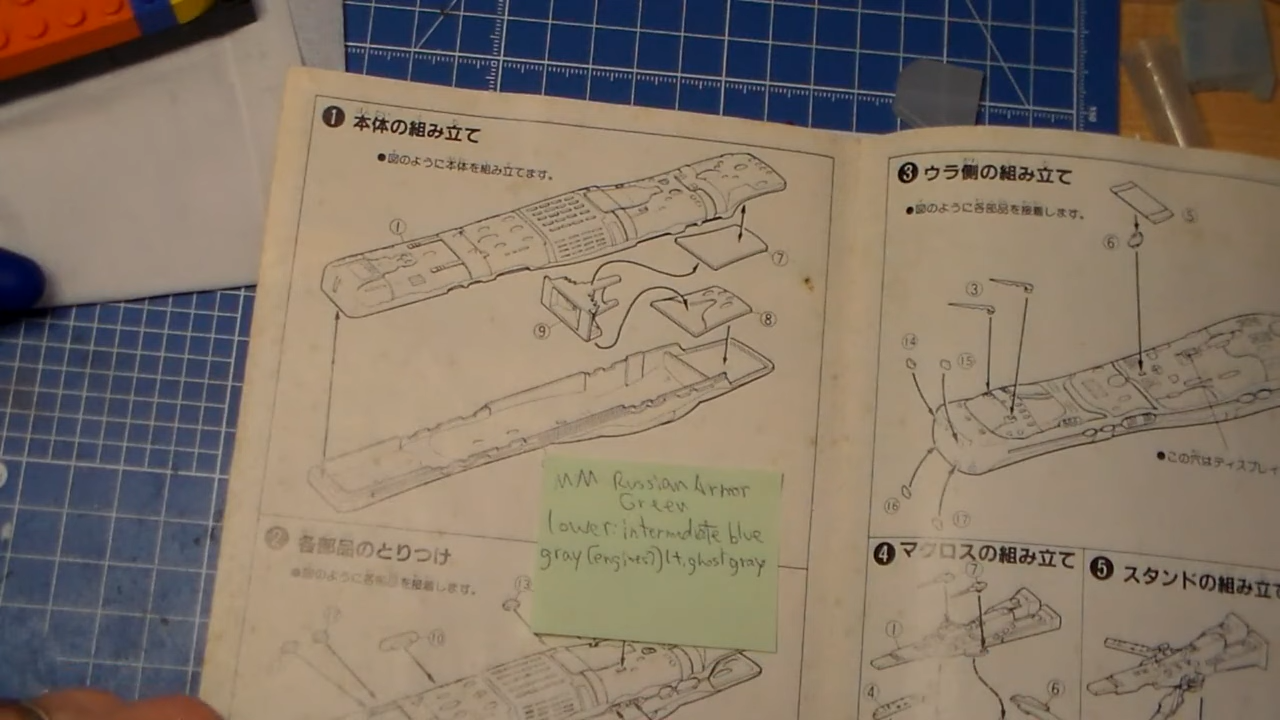 ❶ 本体の組み立て
●図のように本体を組み立てます。
①
⑦
⑧
⑨
MM Russian Armor
Green
lower: intermediate blue
gray (engines?) lt. ghost gray
❷ 各部品のとりつけ
●図のように各部品を接着します。
⑬
⑩
❸ ウラ側の組み立て
●図のように各部品を接着します。
⑤
⑥
③
⑭
⑮
⑯
⑰
●この穴はディスプレイ
❹ マクロスの組み立て
⑦
①
④
⑥
❺ スタンドの組み立て